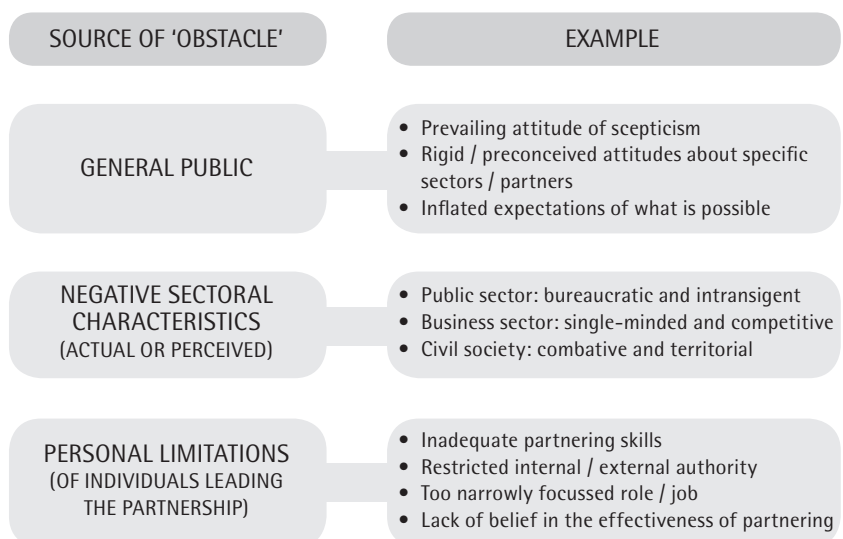 SOURCE OF ‘OBSTACLE’
EXAMPLE
GENERAL PUBLIC
• Prevailing attitude of scepticism
• Rigid / preconceived attitudes about specific
sectors / partners
• Inflated expectations of what is possible
NEGATIVE SECTORAL
CHARACTERISTICS
(ACTUAL OR PERCEIVED)
• Public sector: bureaucratic and intransigent
• Business sector: single-minded and competitive
• Civil society: combative and territorial
PERSONAL LIMITATIONS
(OF INDIVIDUALS LEADING
THE PARTNERSHIP)
• Inadequate partnering skills
• Restricted internal / external authority
• Too narrowly focussed role / job
• Lack of belief in the effectiveness of partnering